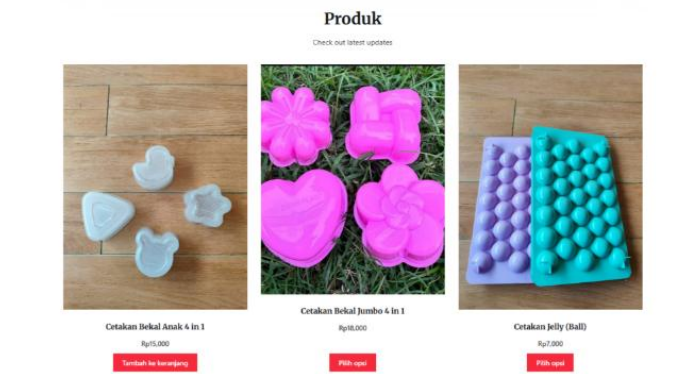 Produk
Check out latest updates
Cetakan Bekal Anak 4 in 1
Rp15,000
Tambah ke keranjang
Cetakan Bekal Jumbo 4 in 1
Rp18,000
Pilih opsi
Cetakan Jelly (Ball)
Rp7,000
Pilih opsi